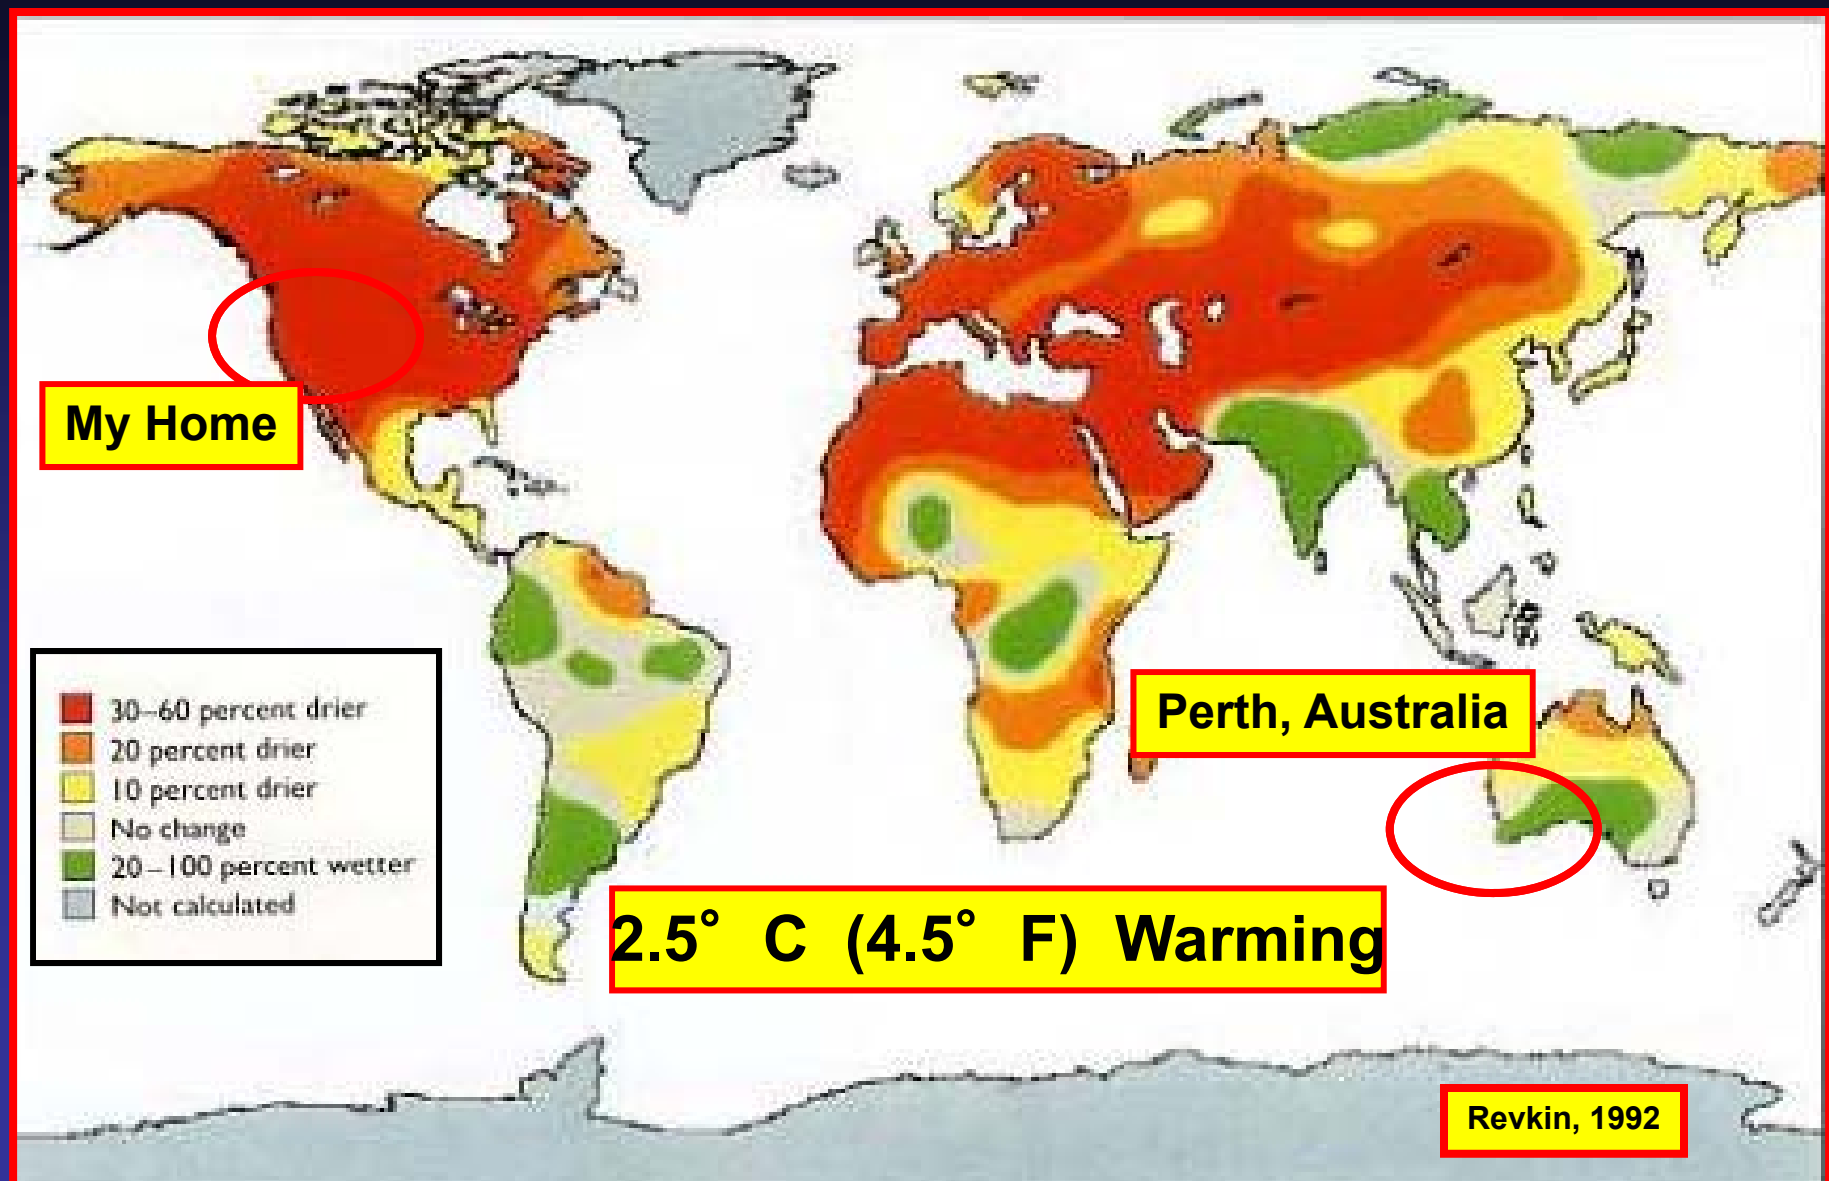 My Home
30–60 percent drier
20 percent drier
10 percent drier
No change
20–100 percent wetter
Not calculated
Perth, Australia
2.5° C (4.5° F) Warming
Revkin, 1992